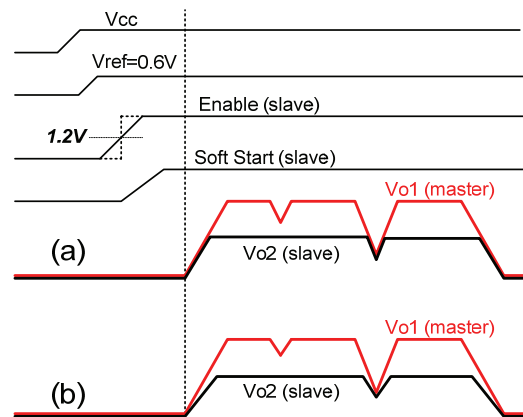 Vcc
Vref=0.6V
Enable (slave)
1.2V
Soft Start (slave)
Vo1 (master)
(a)
Vo2 (slave)
Vo1 (master)
(b)
Vo2 (slave)